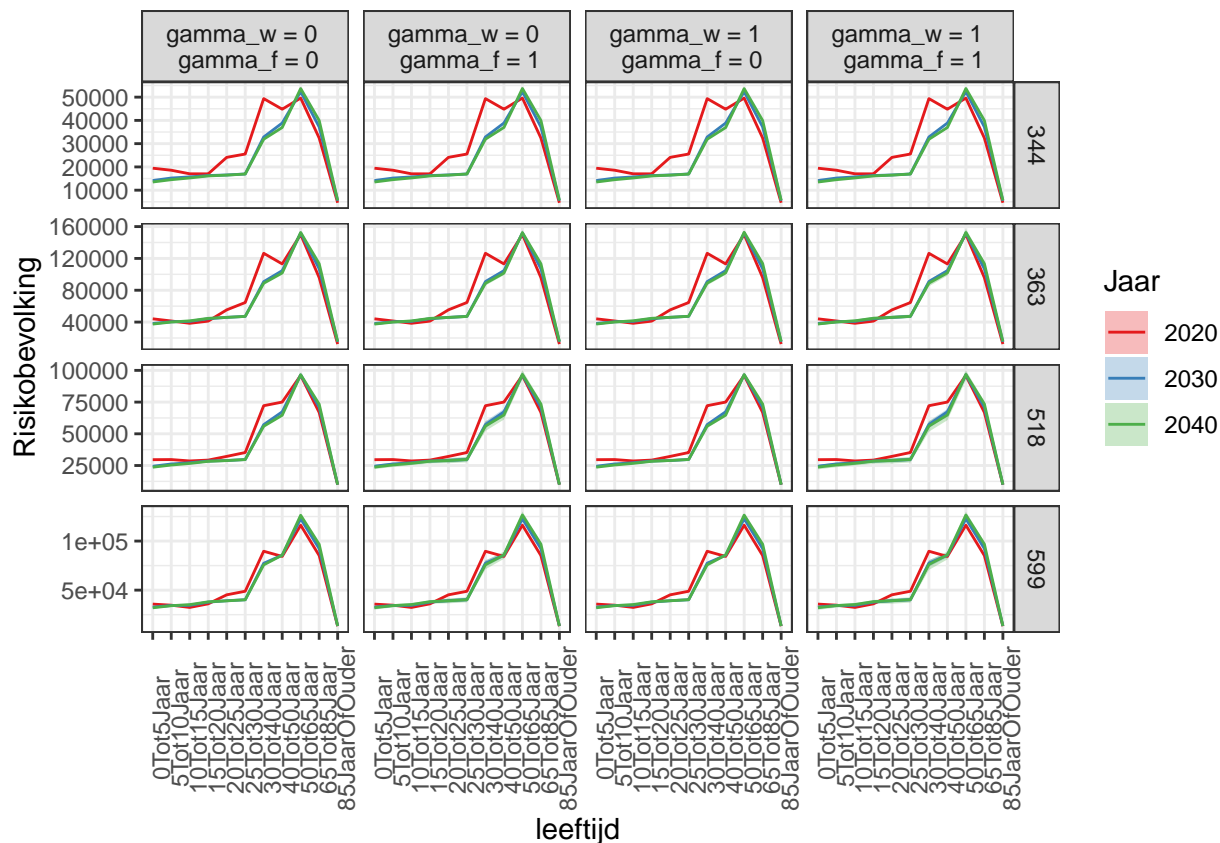 gamma_w = 0
gamma_f = 0
gamma_w = 0
gamma_f = 1
gamma_w = 1
gamma_f = 0
gamma_w = 1
gamma_f = 1
Risikobevolking
50000
40000
30000
20000
10000
344
160000
120000
80000
40000
363
100000
75000
50000
25000
518
1e+05
5e+04
599
0Tot5Jaar
5Tot10Jaar
10Tot15Jaar
15Tot20Jaar
20Tot25Jaar
25Tot30Jaar
30Tot40Jaar
40Tot50Jaar
50Tot65Jaar
65Tot85Jaar
85JaarOfOuder
0Tot5Jaar
5Tot10Jaar
10Tot15Jaar
15Tot20Jaar
20Tot25Jaar
25Tot30Jaar
30Tot40Jaar
40Tot50Jaar
50Tot65Jaar
65Tot85Jaar
85JaarOfOuder
0Tot5Jaar
5Tot10Jaar
10Tot15Jaar
15Tot20Jaar
20Tot25Jaar
25Tot30Jaar
30Tot40Jaar
40Tot50Jaar
50Tot65Jaar
65Tot85Jaar
85JaarOfOuder
0Tot5Jaar
5Tot10Jaar
10Tot15Jaar
15Tot20Jaar
20Tot25Jaar
25Tot30Jaar
30Tot40Jaar
40Tot50Jaar
50Tot65Jaar
65Tot85Jaar
85JaarOfOuder
leeftijd
Jaar
2020
2030
2040